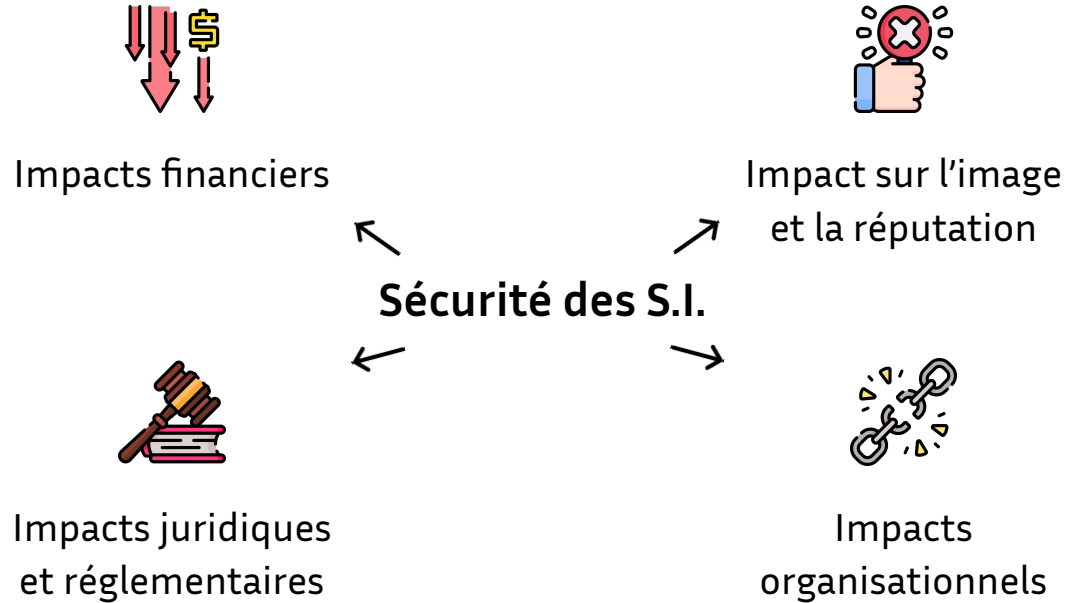 Impacts financiers
Impact sur l’image
et la réputation
Sécurité des S.I.
Impacts juridiques
et réglementaires
Impacts
organisationnels